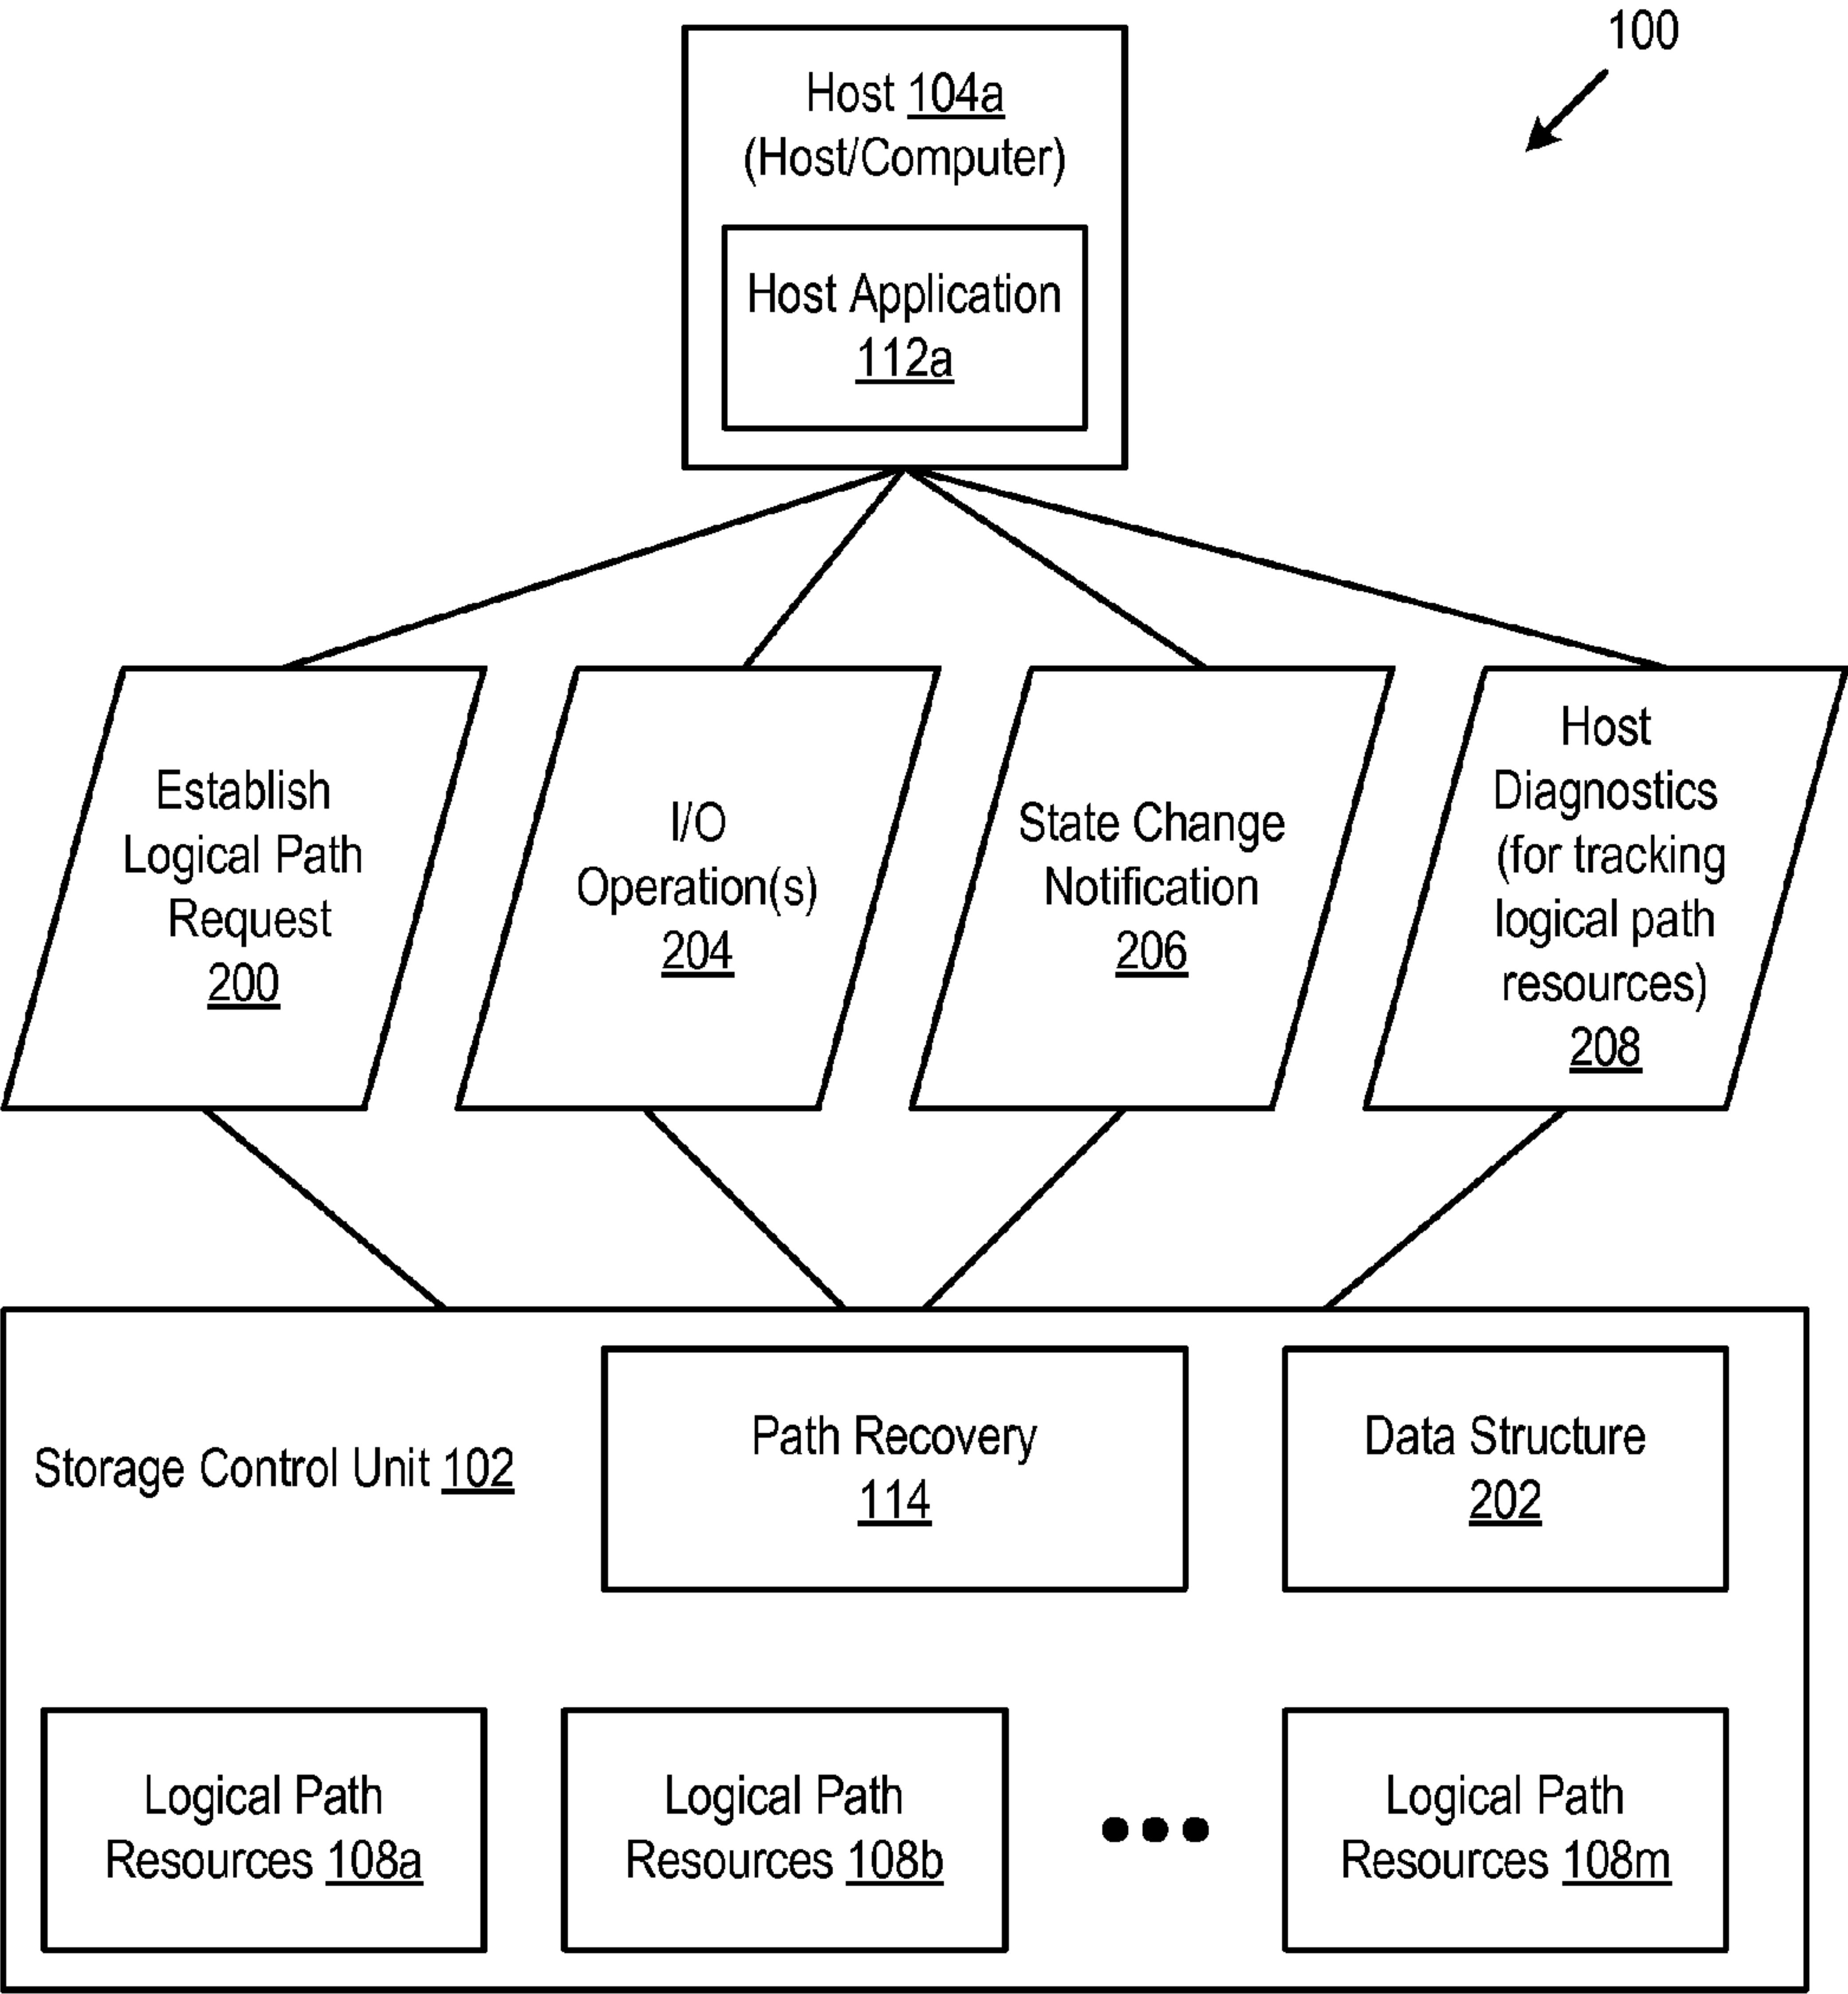 100
Host 104a
(Host/Computer)
Host Application
112a
Establish
Logical Path
Request
200
I/O
Operation(s)
204
State Change
Notification
206
Host
Diagnostics
(for tracking
logical path
resources)
208
Storage Control Unit 102
Path Recovery
114
Data Structure
202
Logical Path
Resources 108a
Logical Path
Resources 108b
Logical Path
Resources 108m